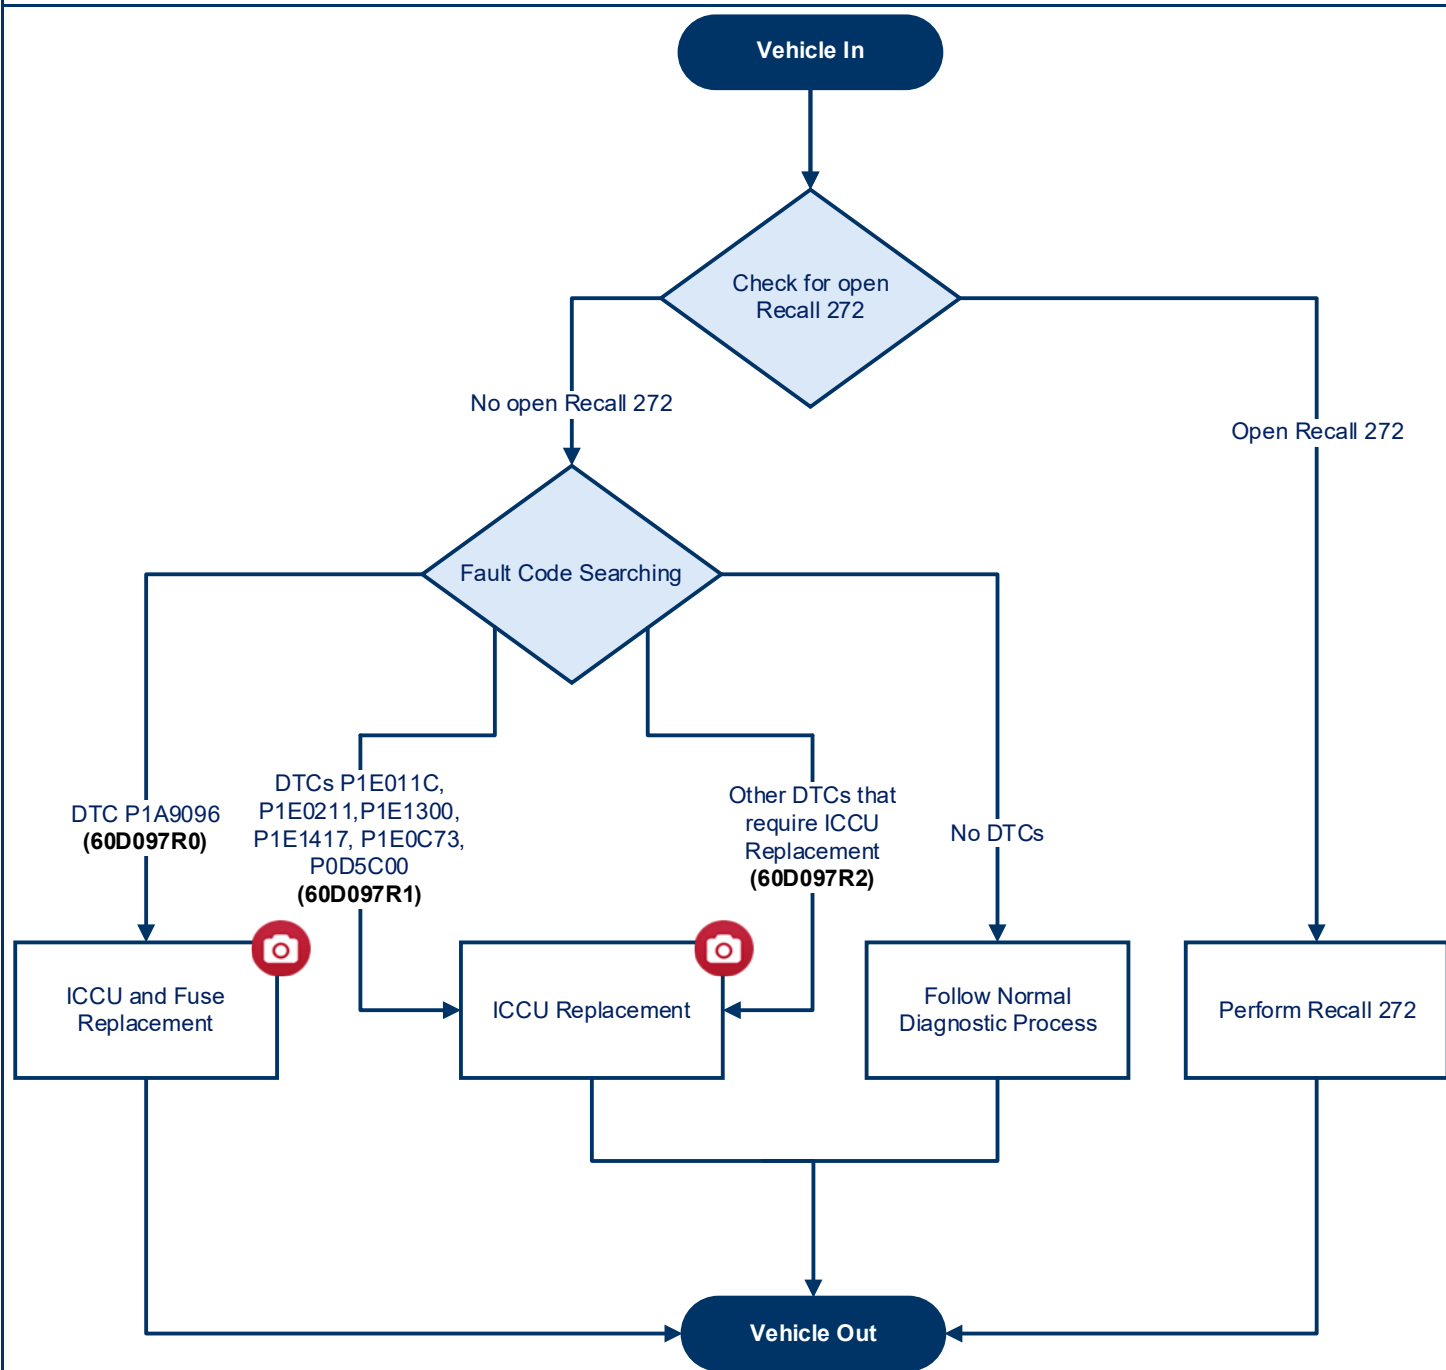 Vehicle In
Check for open
Recall 272
No open Recall 272
Open Recall 272
Fault Code Searching
DTC P1A9096
(60D097R0)
DTCs P1E011C,
P1E0211,P1E1300,
P1E1417, P1E0C73,
P0D5C00
(60D097R1)
Other DTCs that
require ICCU
Replacement
(60D097R2)
No DTCs
ICCU and Fuse
Replacement
ICCU Replacement
Follow Normal
Diagnostic Process
Perform Recall 272
Vehicle Out